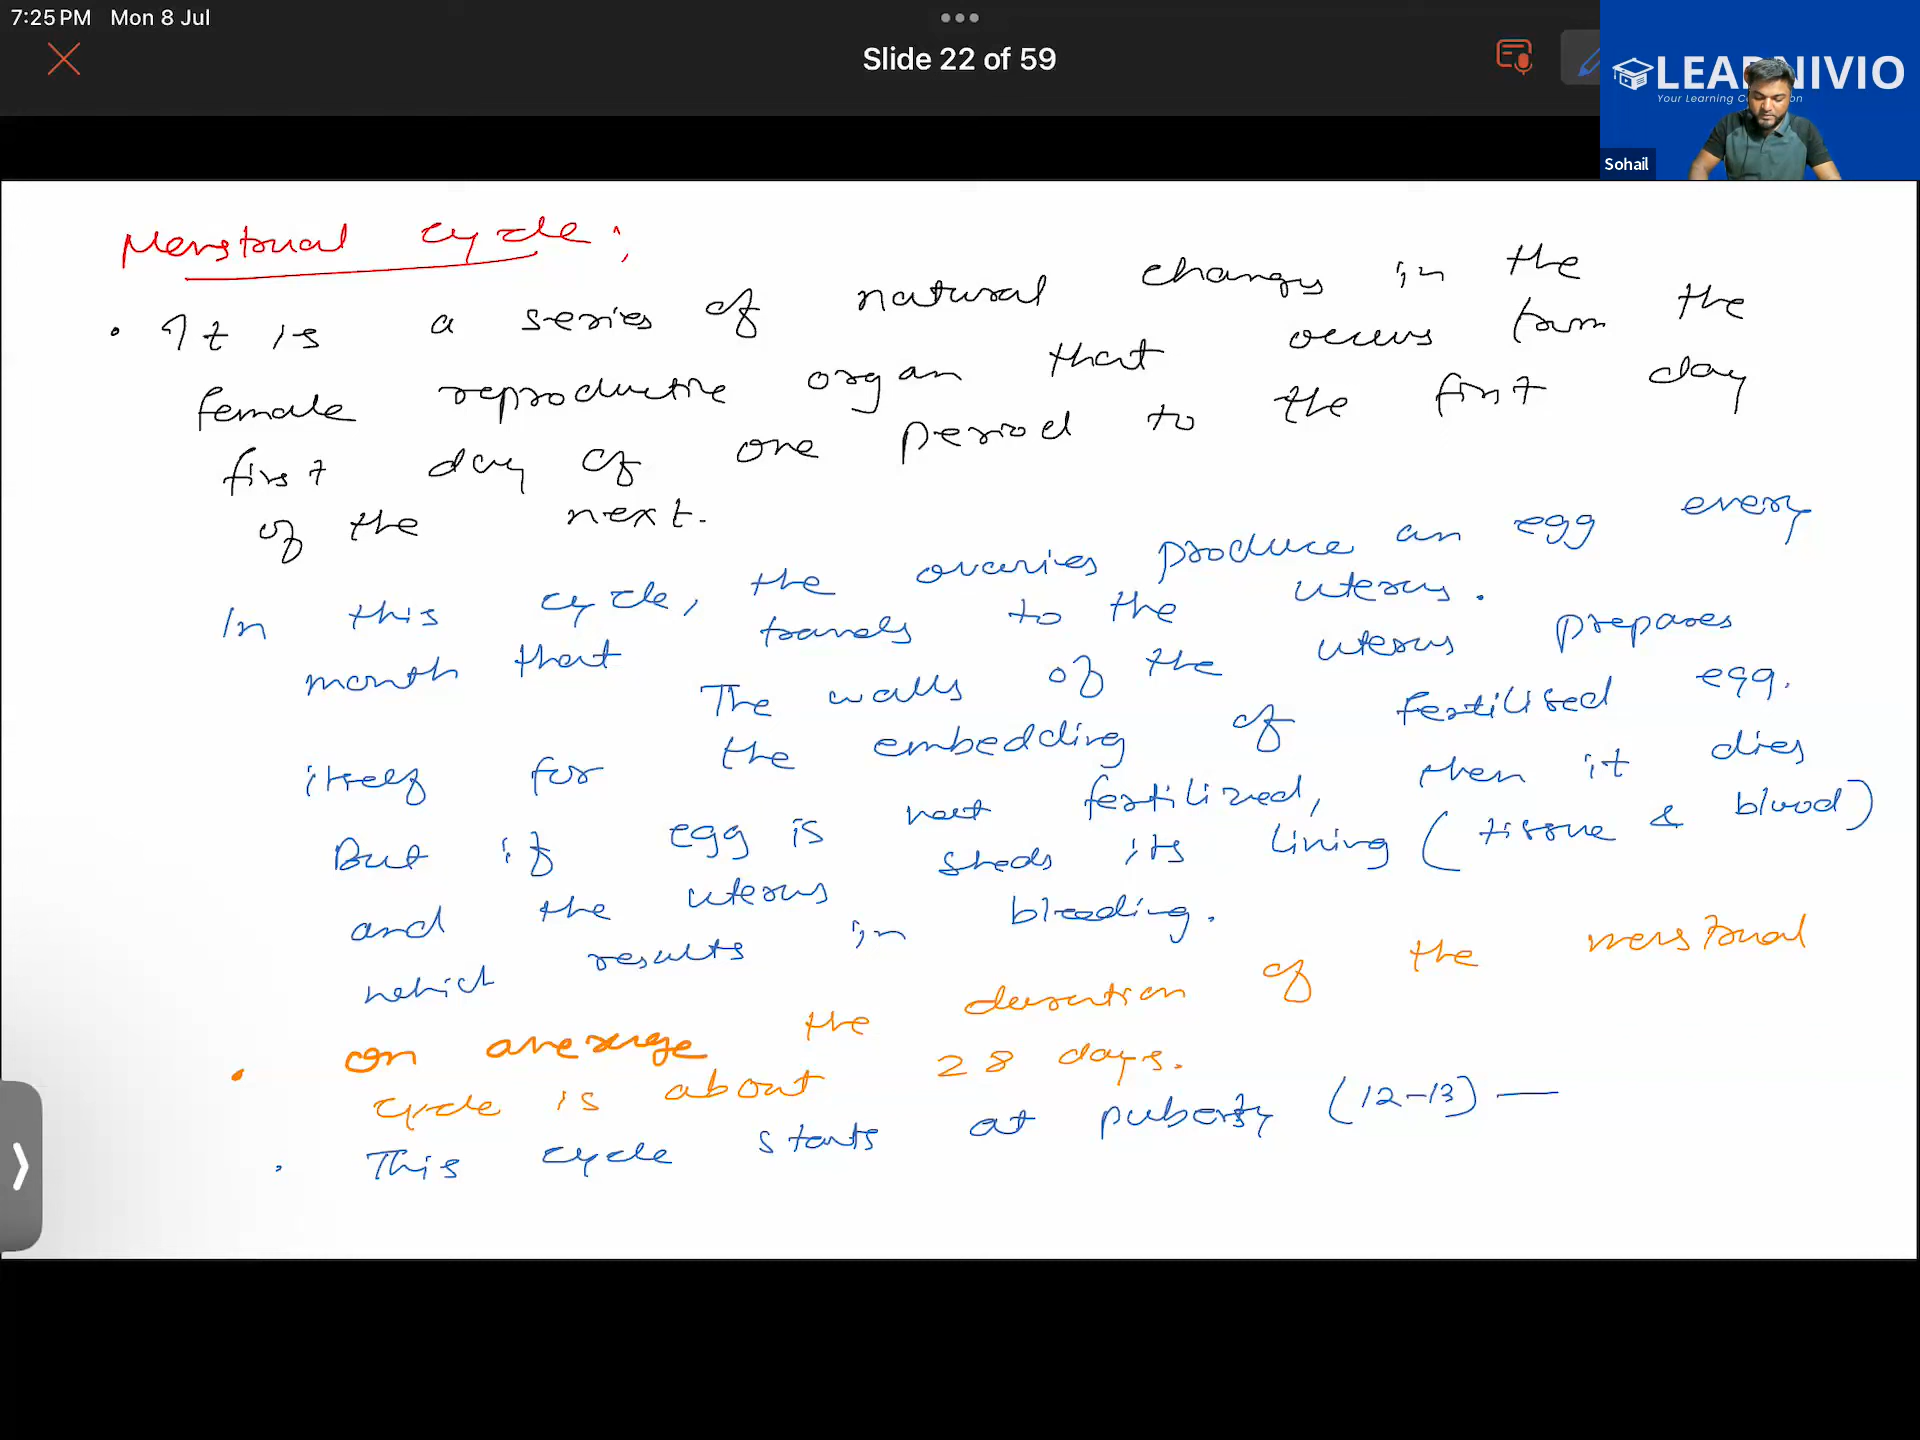 7:25 PM Mon 8 Jul
Slide 22 of 59
LEARNIVIO
Your Learning
Sohail
Menstrual cycle:
• It is a series of natural changes in the
female reproductive organ that occurs from the
first day of one period to the first day
of the next.
In this cycle, the ovaries produce an egg every
month that travels to the uterus.
The walls of the uterus prepares
itself for the embedding of fertilised egg.
But if egg is not fertilized, then it dies
and the uterus sheds its lining (tissue & blood)
which results in bleeding.
• On average the duration of the menstrual
cycle is about 28 days.
• This cycle starts at puberty (12-13) —